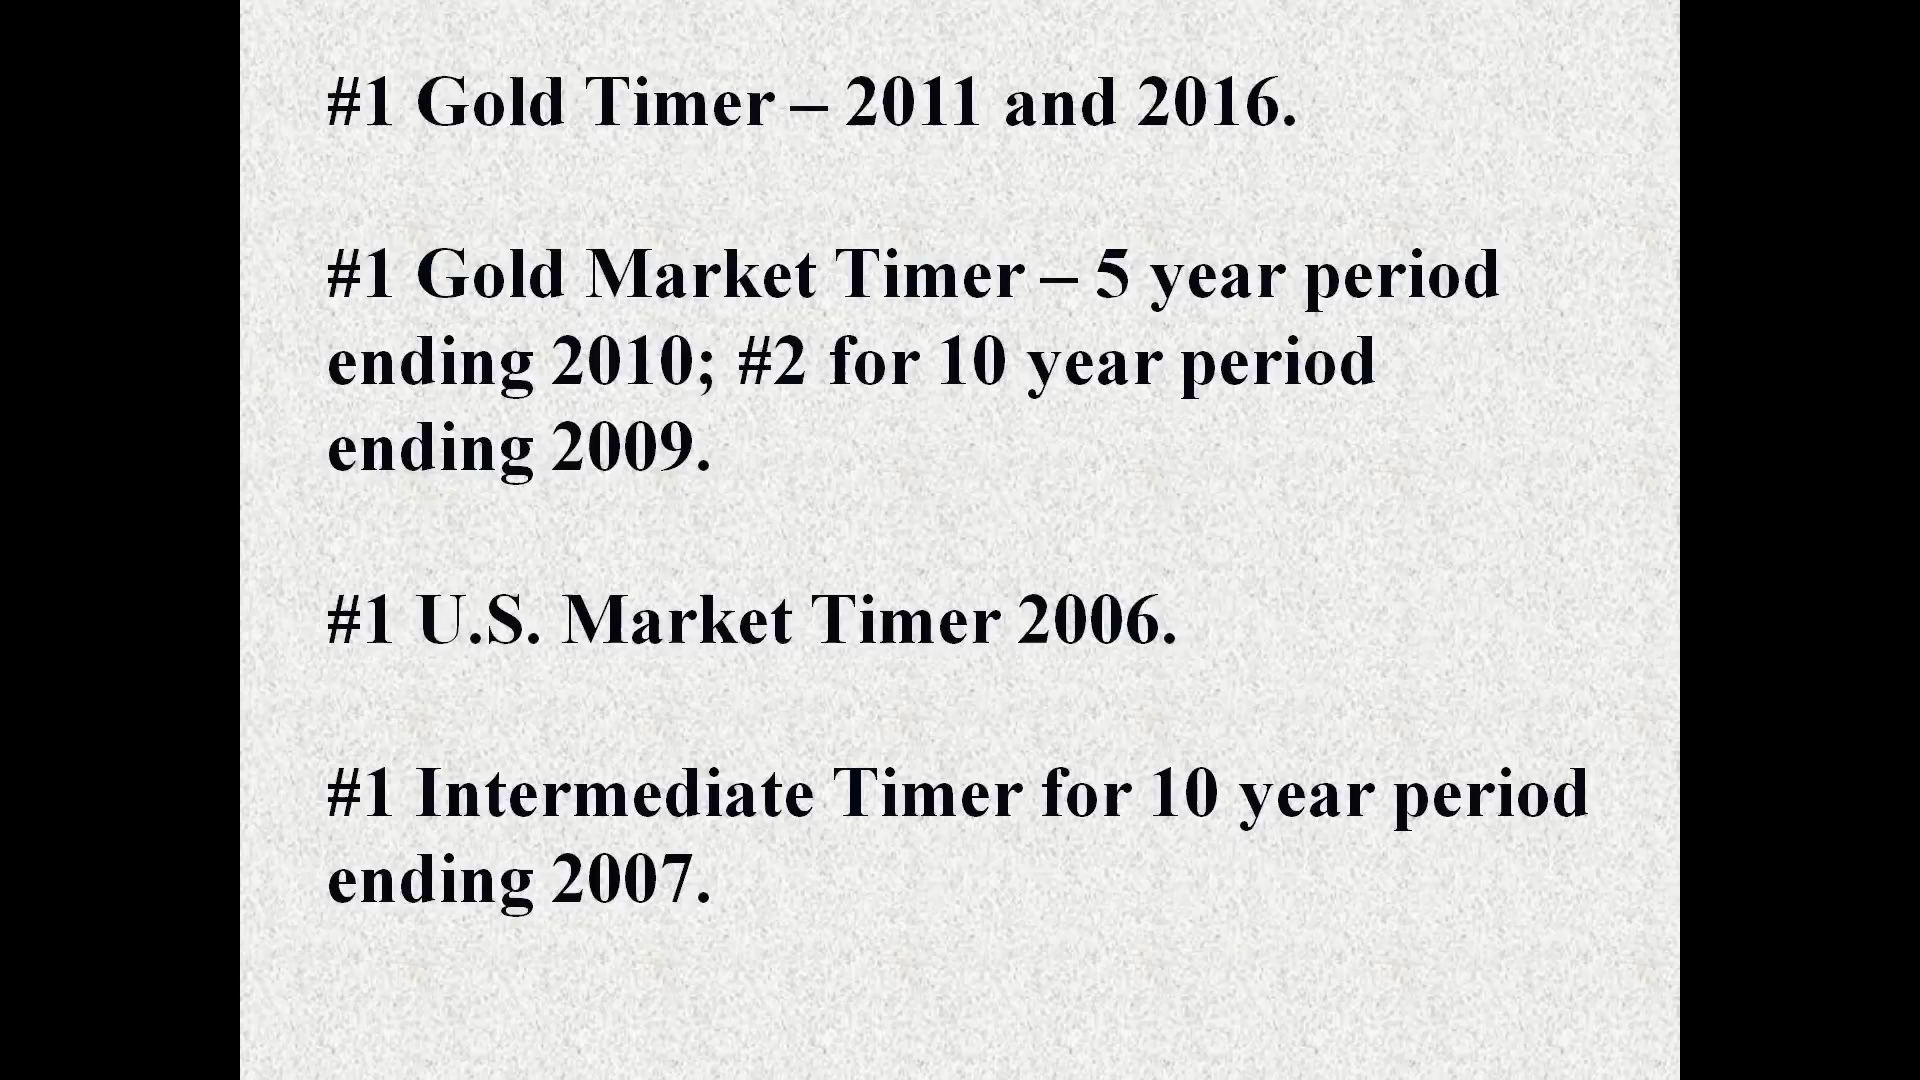 #1 Gold Timer – 2011 and 2016.
#1 Gold Market Timer – 5 year period
ending 2010; #2 for 10 year period
ending 2009.
#1 U.S. Market Timer 2006.
#1 Intermediate Timer for 10 year period
ending 2007.